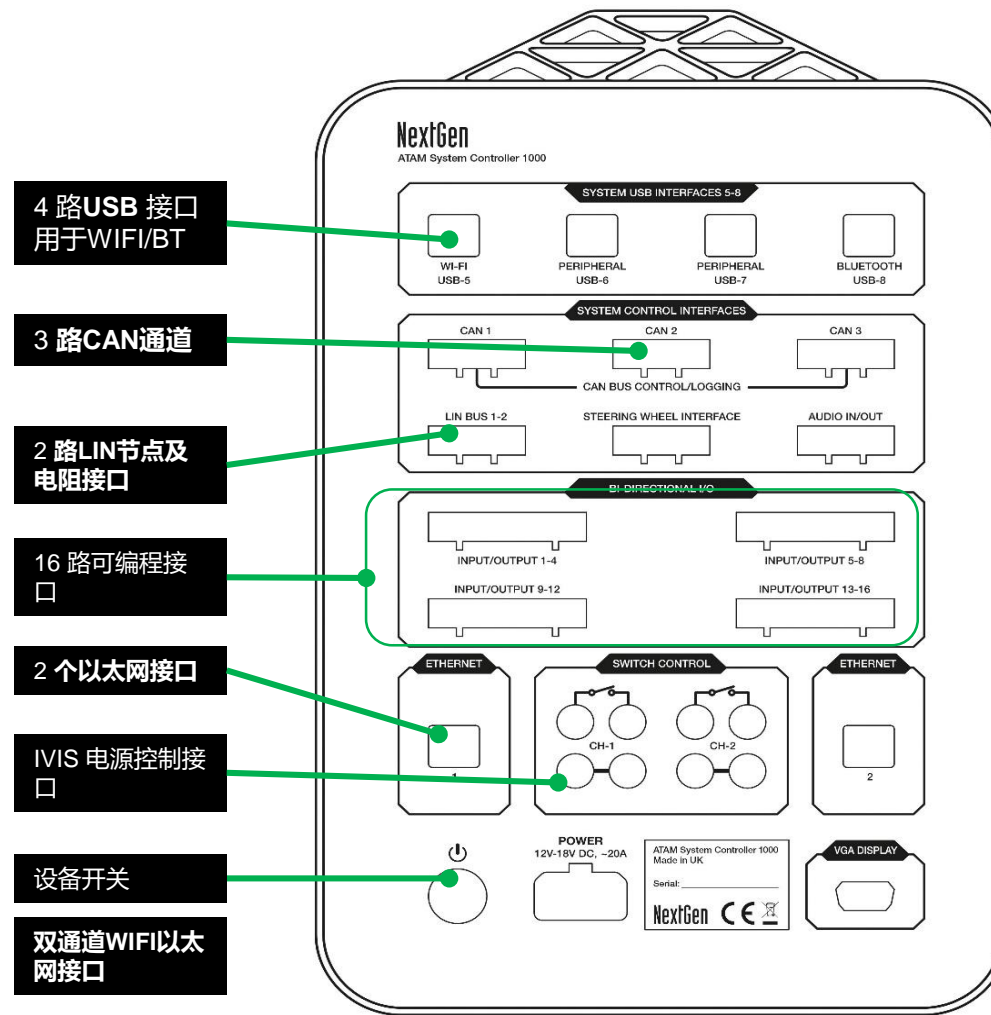 NextGen
ATAM System Controller 1000
4 路USB 接口
用于WIFI/BT
SYSTEM USB INTERFACES 5-8
WI-FI
USB-5
PERIPHERAL
USB-6
PERIPHERAL
USB-7
BLUETOOTH
USB-8
3 路CAN通道
SYSTEM CONTROL INTERFACES
CAN 1
CAN 2
CAN 3
CAN BUS CONTROL/LOGGING
2 路LIN节点及
电阻接口
LIN BUS 1-2
STEERING WHEEL INTERFACE
AUDIO IN/OUT
16 路可编程接
口
BI-DIRECTIONAL I/O
INPUT/OUTPUT 1-4
INPUT/OUTPUT 5-8
INPUT/OUTPUT 9-12
INPUT/OUTPUT 13-16
2 个以太网接口
ETHERNET
1
SWITCH CONTROL
CH-1
CH-2
ETHERNET
2
IVIS 电源控制接
口
设备开关
POWER
12V-18V DC, ~20A
ATAM System Controller 1000
Made in UK
Serial:
NextGen CE
VGA DISPLAY
双通道WIFI以太
网接口